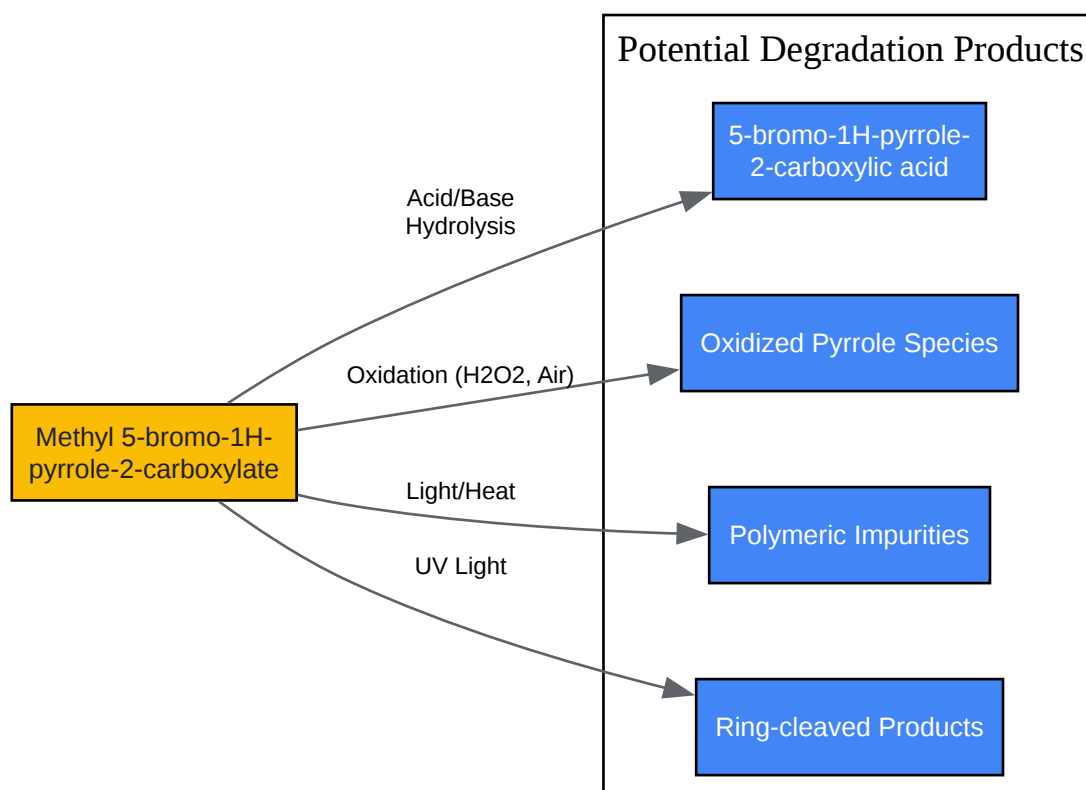 Potential Degradation Products
5-bromo-1H-pyrrole-
2-carboxylic acid
Acid/Base
Hydrolysis
Oxidized Pyrrole Species
Oxidation (H2O2, Air)
Methyl 5-bromo-1H-
pyrrole-2-carboxylate
Light/Heat
Polymeric Impurities
UV Light
Ring-cleaved Products